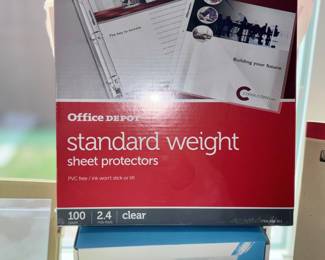 The key to success
Building your future
Office DEPOT
standard weight
sheet protectors
PVC free / ink won't stick or lift
100 2.4 clear